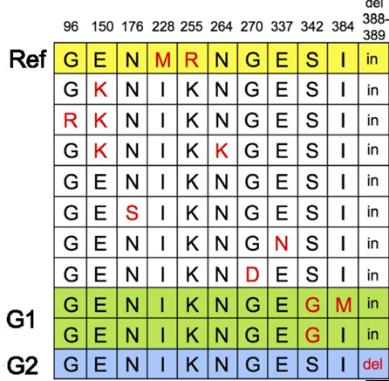 96 150 176 228 255 264 270 337 342 384 del 388-389
Ref G E N M R N G E S I in
G K N I K N G E S I in
R K N I K N G E S I in
G K N I K K G E S I in
G E N I K N G E S I in
G E S I K N G E S I in
G E N I K N G N S I in
G E N I K N D E S I in
G1 G E N I K N G E G M in
G E N I K N G E G I in
G2 G E N I K N G E S I del